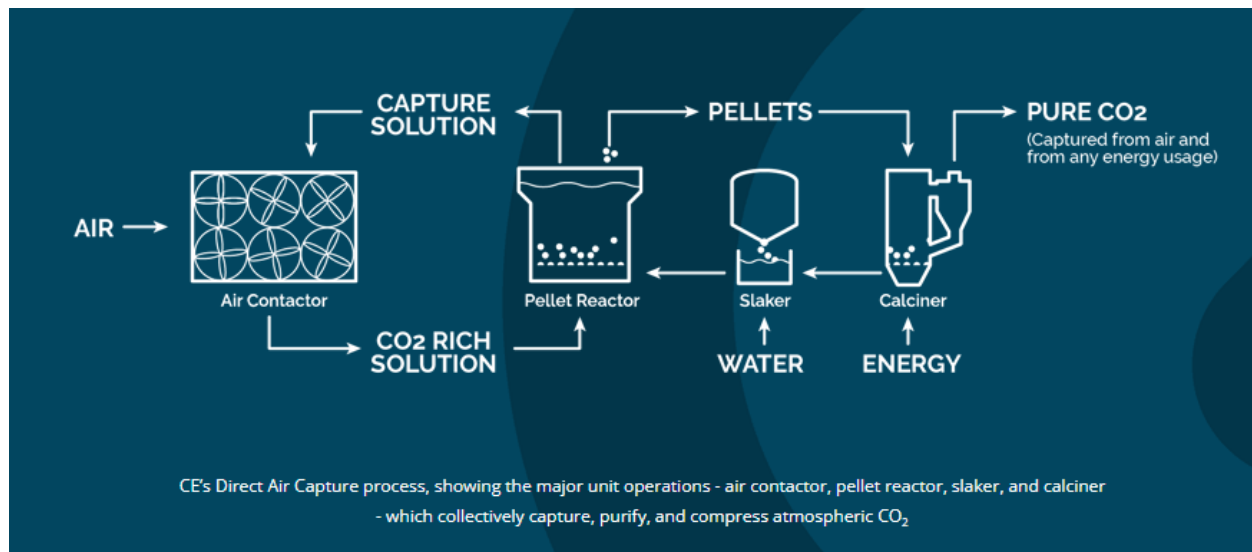 CAPTURE
SOLUTION
PELLETS
PURE CO2
(Captured from air and
from any energy usage)
AIR
Air Contactor
Pellet Reactor
Slaker
Calciner
CO2 RICH
SOLUTION
WATER
ENERGY
CE's Direct Air Capture process, showing the major unit operations - air contactor, pellet reactor, slaker, and calciner
- which collectively capture, purify, and compress atmospheric CO₂